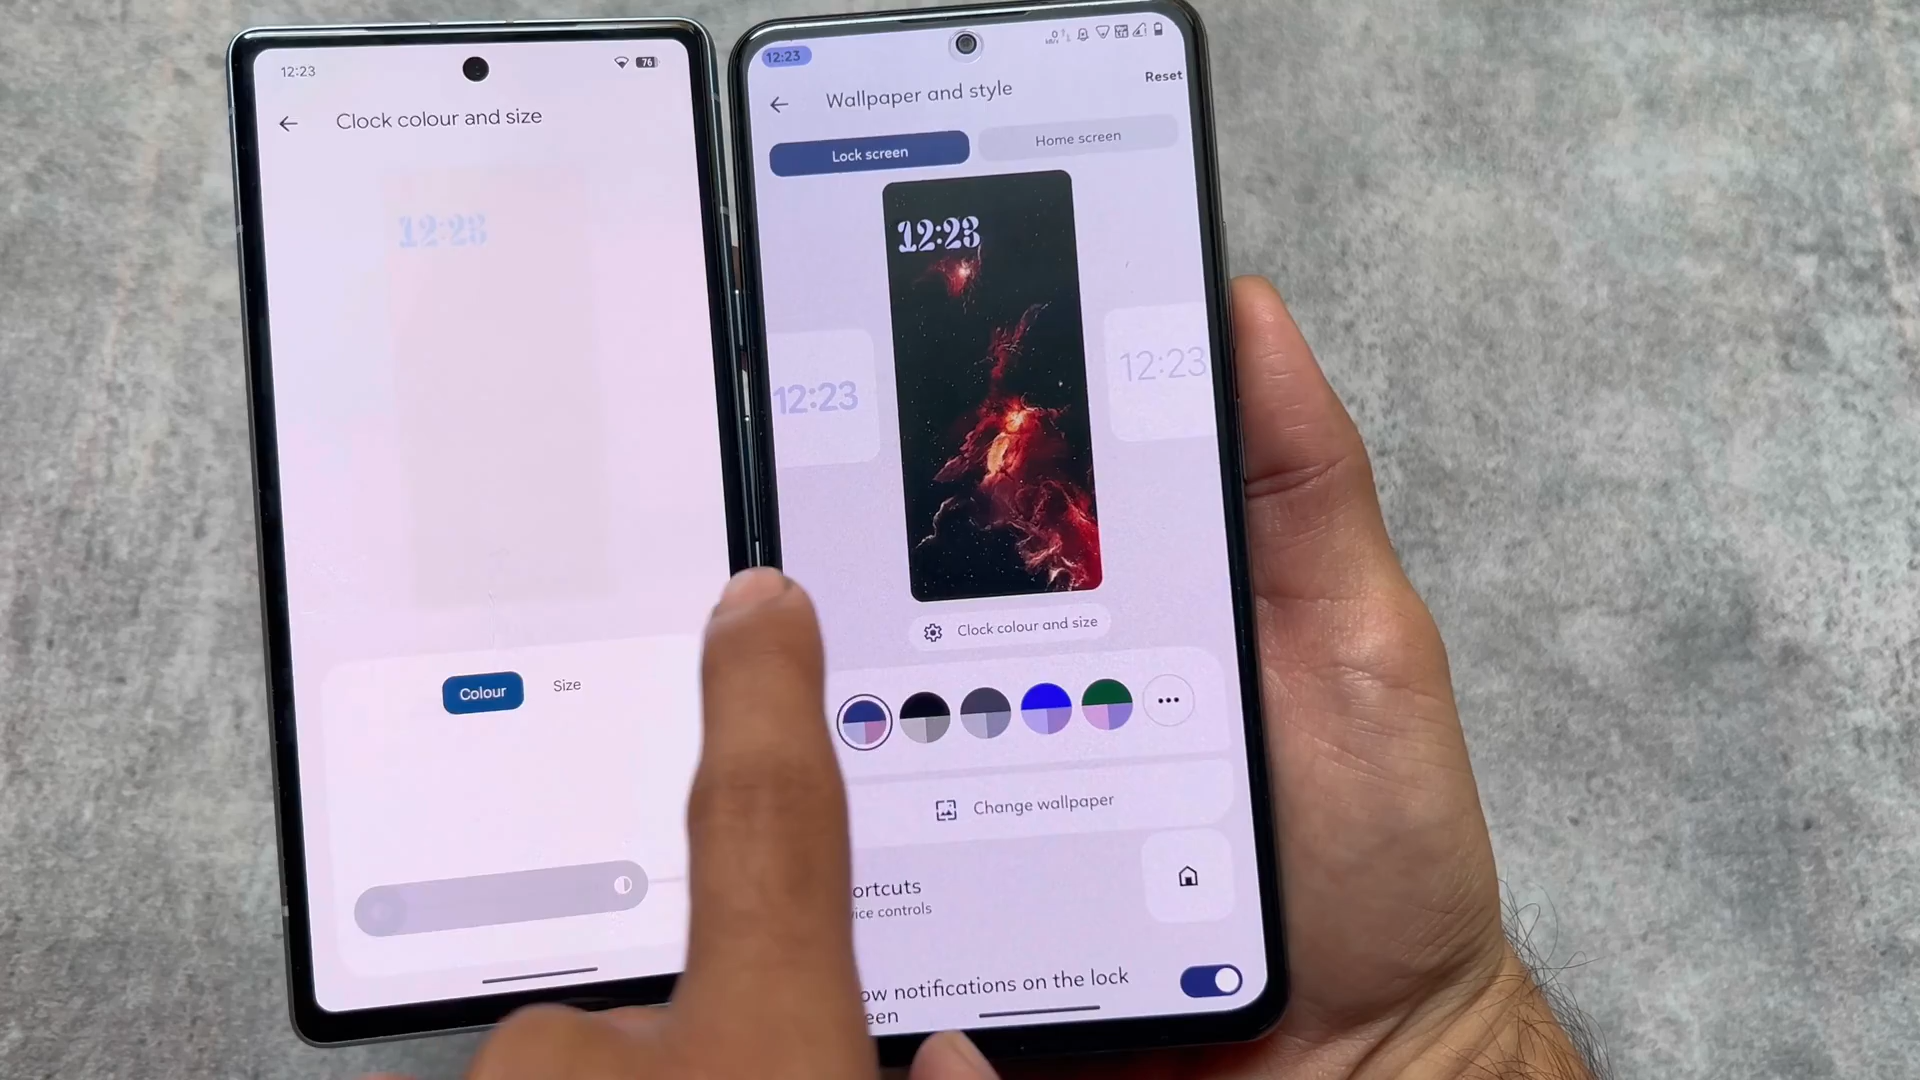 12:23
76
Clock colour and size
12:23
Colour
Size
12:23
Wallpaper and style
Reset
Lock screen
Home screen
12:23
12:23
12:23
Clock colour and size
Change wallpaper
ortcuts
vice controls
ow notifications on the lock
een